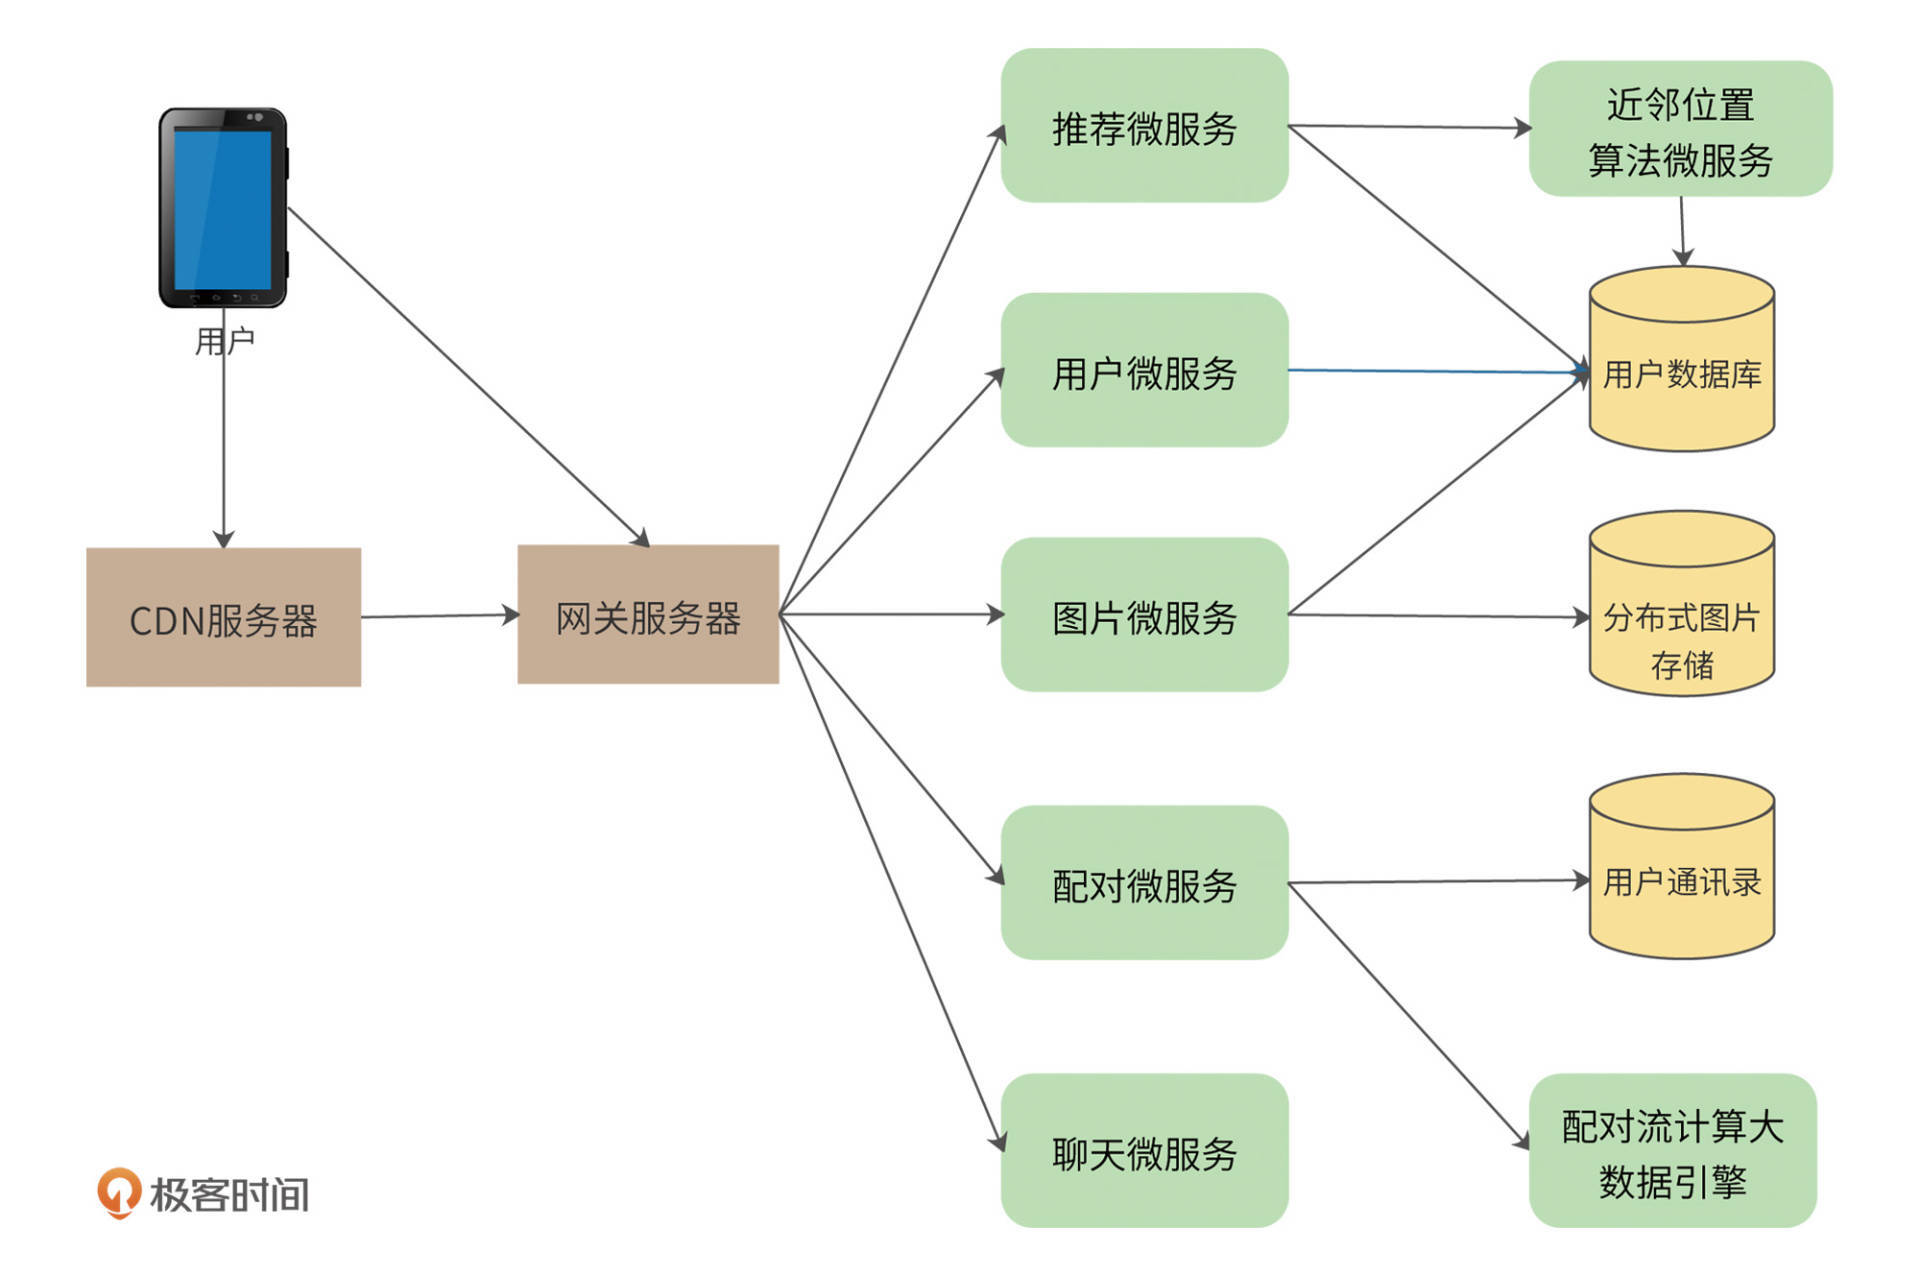 用户
CDN服务器
网关服务器
推荐微服务
用户微服务
图片微服务
配对微服务
聊天微服务
近邻位置
算法微服务
用户数据库
分布式图片
存储
用户通讯录
配对流计算大
数据引擎
极客时间